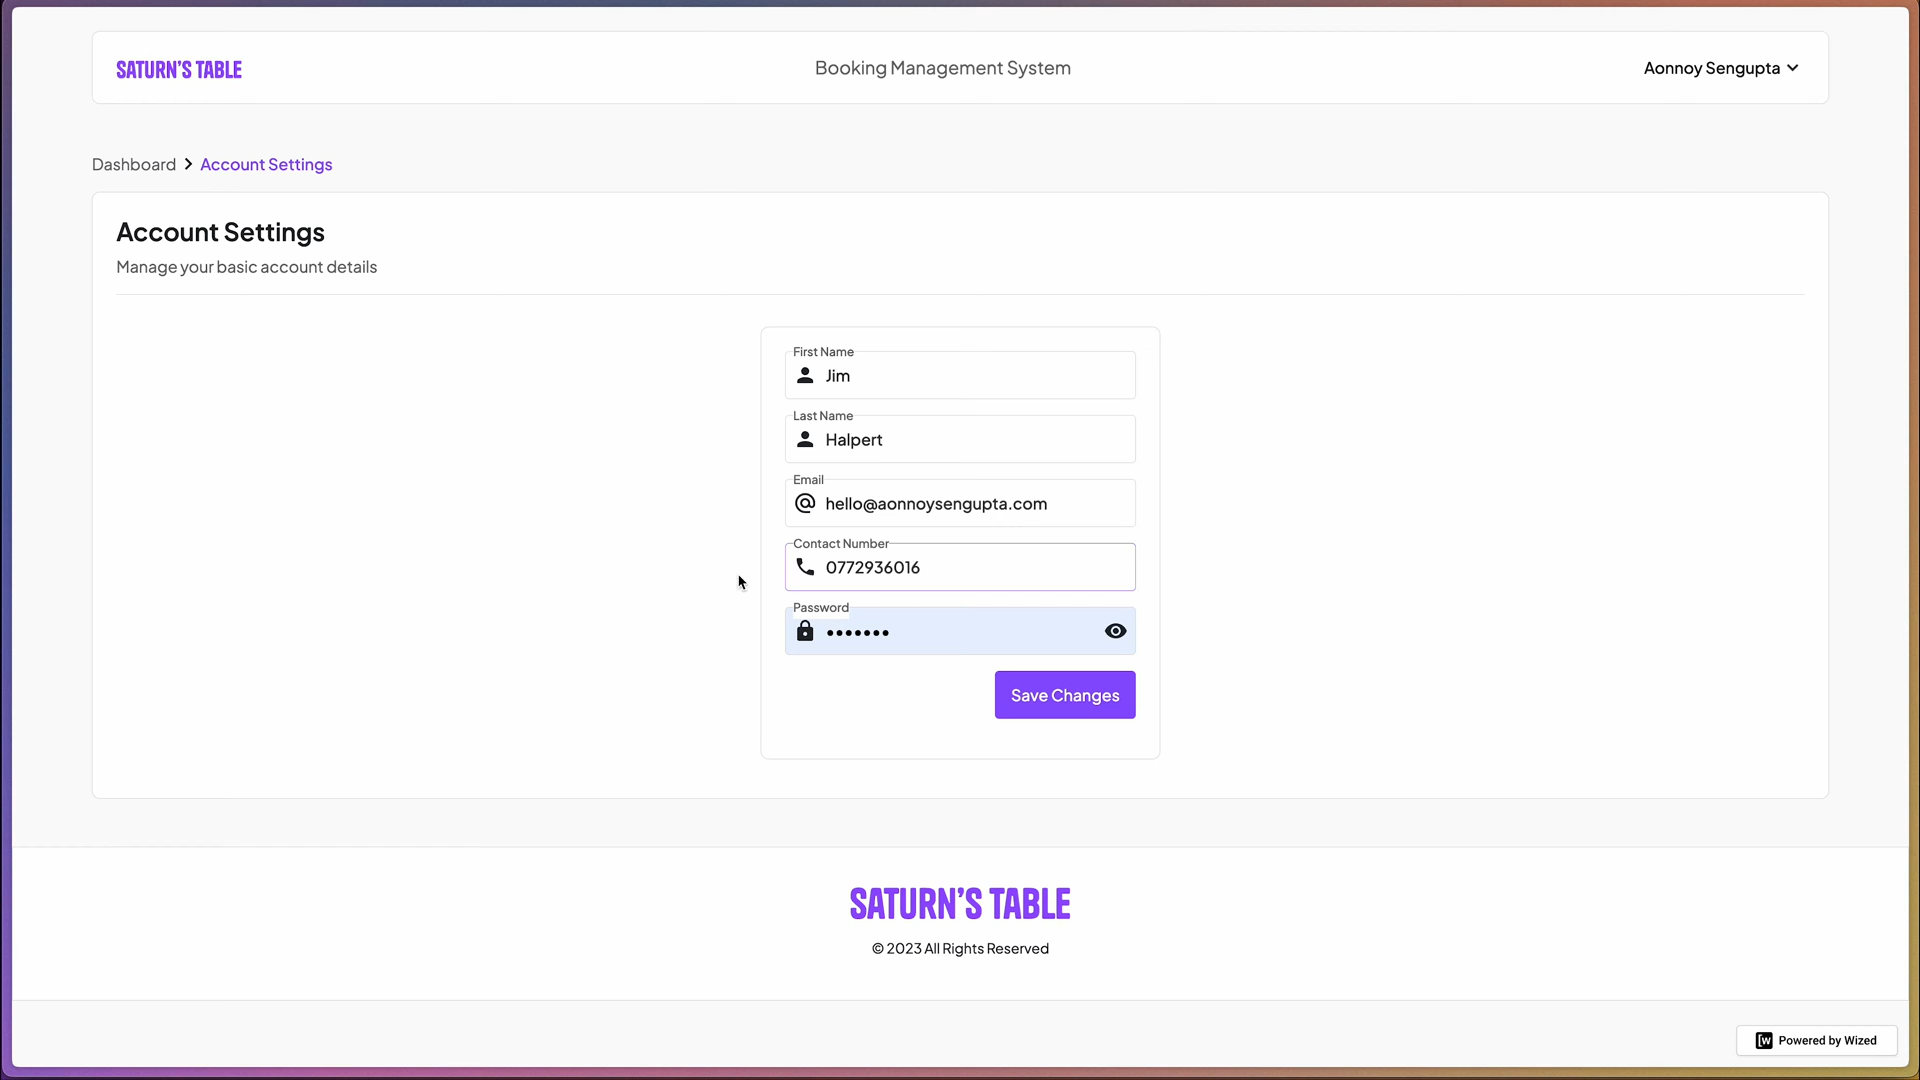 SATURN'S TABLE
Booking Management System
Aonnoy Sengupta
Dashboard
Account Settings
Account Settings
Manage your basic account details
First Name
Jim
Last Name
Halpert
Email
hello@aonnoysengupta.com
Contact Number
0772936016
Password
•••••••
Save Changes
SATURN'S TABLE
© 2023 All Rights Reserved
Powered by Wized